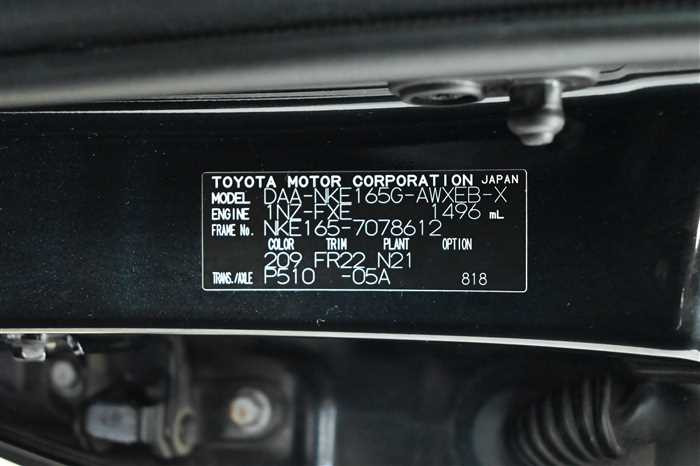 TOYOTA MOTOR CORPORATION JAPAN
MODEL DAA-NKE165G-AWXEB-X
ENGINE 1NZ-FXE 1496 mL
FRAME No. NKE165-7078612
COLOR TRIM PLANT OPTION
209 FR22 N21
TRANS./AXLE P510 -05A 818